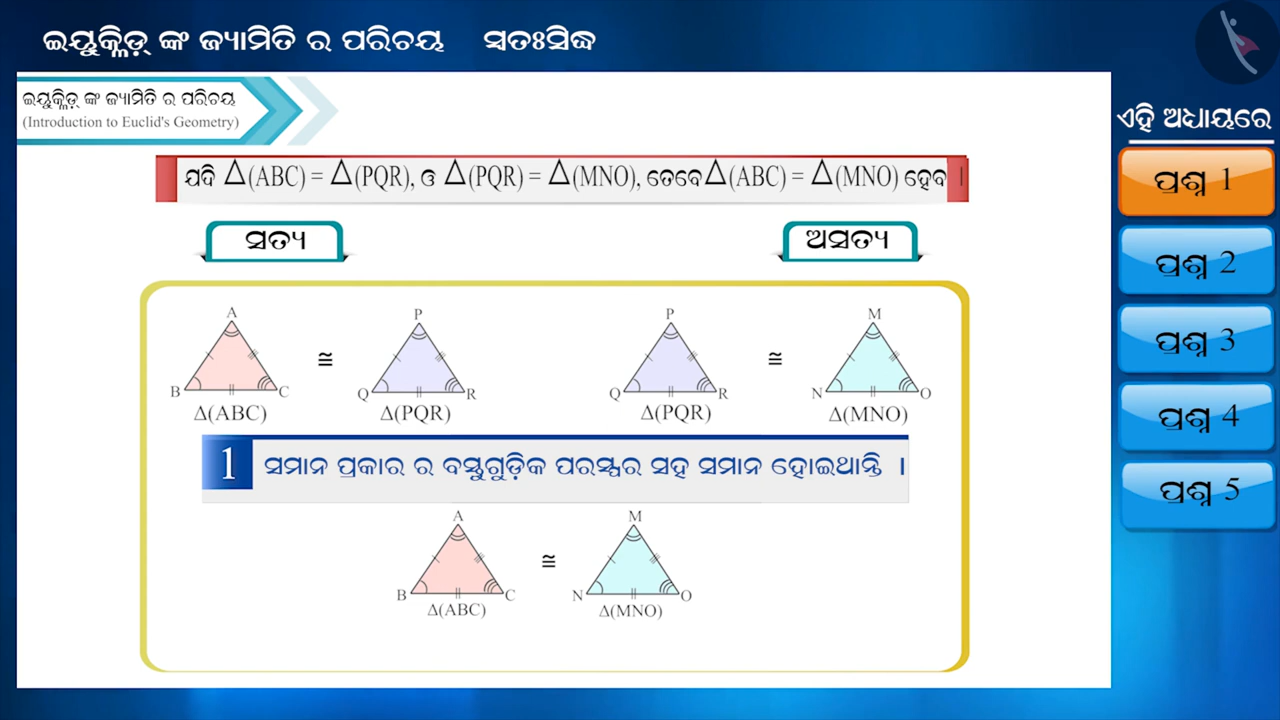 ଇୟୁକ୍ଲିଡ୍ ଙ୍କ ଜ୍ୟାମିତି ର ପରିଚୟ ସ୍ଵତଃସିଦ୍ଧ
ଇୟୁକ୍ଲିଡ୍ ଙ୍କ ଜ୍ୟାମିତି ର ପରିଚୟ
(Introduction to Euclid's Geometry)
ଯଦି Δ(ABC) = Δ(PQR), ଓ Δ(PQR) = Δ(MNO), ତେବେ Δ(ABC) = Δ(MNO) ହେବ ।
ସତ୍ୟ ଅସତ୍ୟ
A P P M
≅ ≅
B C Q R Q R N O
Δ(ABC) Δ(PQR) Δ(PQR) Δ(MNO)
1 ସମାନ ପ୍ରକାର ର ବସ୍ତୁଗୁଡ଼ିକ ପରସ୍ପର ସହ ସମାନ ହୋଇଥାନ୍ତି ।
A M
≅
B C N O
Δ(ABC) Δ(MNO)
ଏହି ଅଧ୍ୟାୟରେ
ପ୍ରଶ୍ନ 1
ପ୍ରଶ୍ନ 2
ପ୍ରଶ୍ନ 3
ପ୍ରଶ୍ନ 4
ପ୍ରଶ୍ନ 5